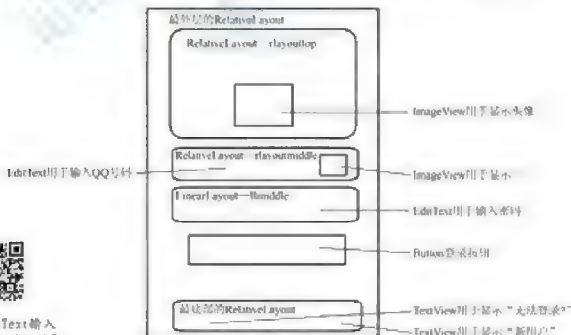 最外层的RelativeLayout
RelativeLayout—rlayouttop
ImageView用于显示头像
RelativeLayout—rlayoutmiddle
EditText用于输入QQ号码
ImageView用于显示
LinearLayout—llmiddle
EditText用于输入密码
Button登录按钮
最底部的RelativeLayout
TextView用于显示“无法登录?”
TextView用于显示“新用户”
Text输入